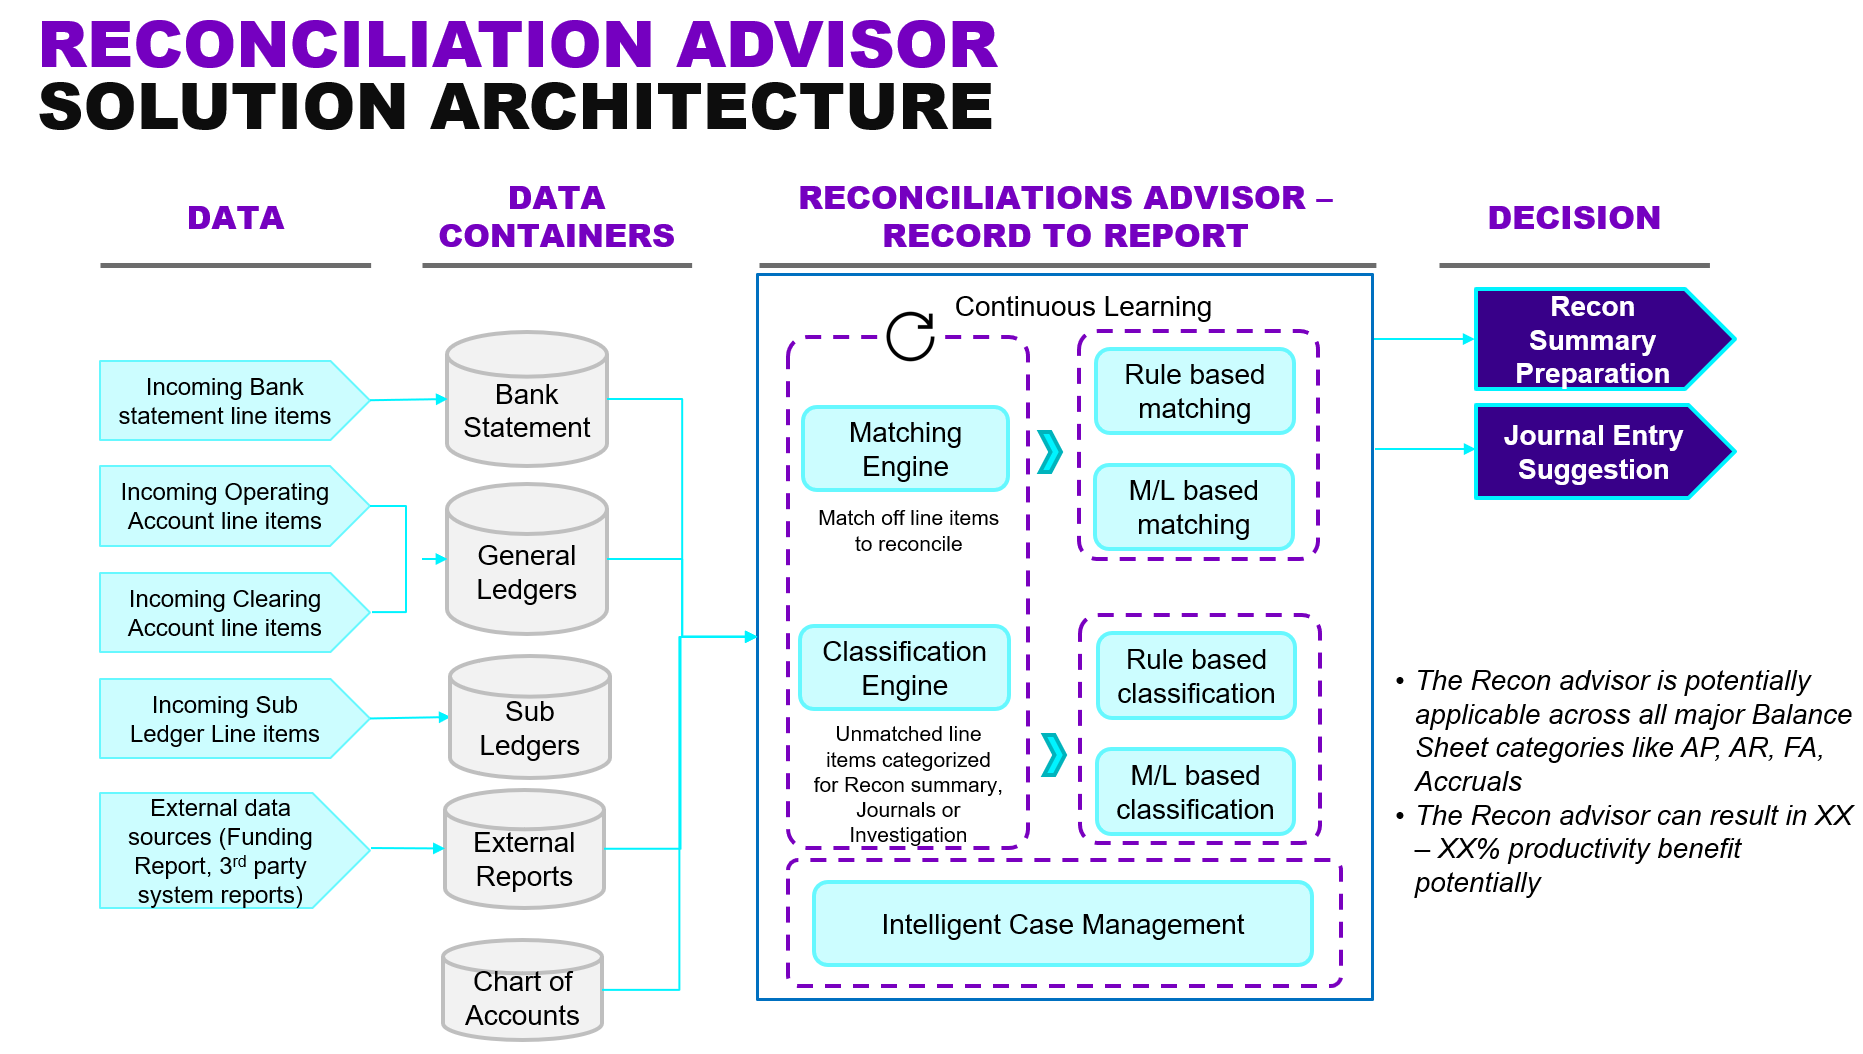 RECONCILIATION ADVISOR
SOLUTION ARCHITECTURE
DATA
DATA
CONTAINERS
RECONCILIATIONS ADVISOR –
RECORD TO REPORT
DECISION
Incoming Bank
statement line items
Incoming Operating
Account line items
Incoming Clearing
Account line items
Incoming Sub
Ledger Line items
External data
sources (Funding
Report, 3rd party
system reports)
Bank
Statement
General
Ledgers
Sub
Ledgers
External
Reports
Chart of
Accounts
Continuous Learning
Matching
Engine
Match off line items
to reconcile
Rule based
matching
M/L based
matching
Classification
Engine
Unmatched line
items categorized
for Recon summary,
Journals or
Investigation
Rule based
classification
M/L based
classification
Intelligent Case Management
Recon
Summary
Preparation
Journal Entry
Suggestion
• The Recon advisor is potentially
applicable across all major Balance
Sheet categories like AP, AR, FA,
Accruals
• The Recon advisor can result in XX
– XX% productivity benefit
potentially